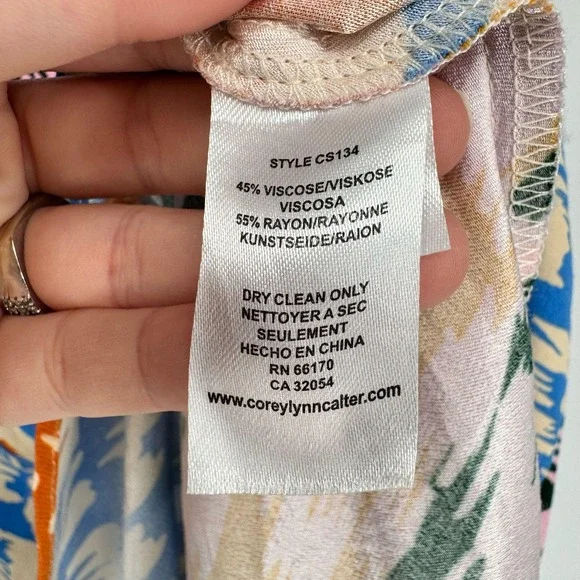 STYLE CS134
45% VISCOSE/VISKOSE
VISCOSA
55% RAYON/RAYONNE
KUNSTSEIDE/RAION
DRY CLEAN ONLY
NETTOYER A SEC
SEULEMENT
HECHO EN CHINA
RN 66170
CA 32054
www.coreylynncalter.com